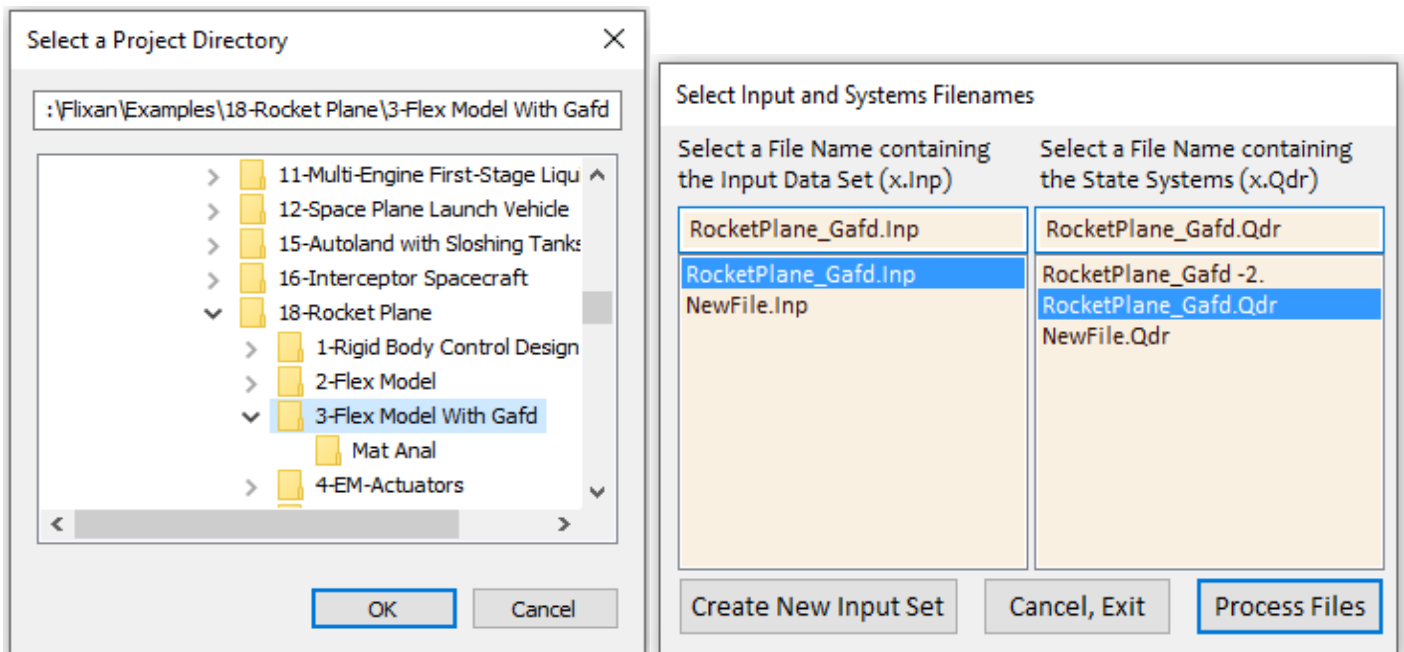 Select a Project Directory
:\Flixan\Examples\18-Rocket Plane\3-Flex Model With Gafd
11-Multi-Engine First-Stage Liqui
12-Space Plane Launch Vehicle
15-Autoland with Sloshing Tanks
16-Interceptor Spacecraft
18-Rocket Plane
1-Rigid Body Control Design
2-Flex Model
3-Flex Model With Gafd
Mat Anal
4-EM-Actuators
OK
Cancel
Select Input and Systems Filenames
Select a File Name containing
the Input Data Set (x.Inp)
Select a File Name containing
the State Systems (x.Qdr)
RocketPlane_Gafd.Inp
RocketPlane_Gafd.Inp
NewFile.Inp
RocketPlane_Gafd.Qdr
RocketPlane_Gafd -2.
RocketPlane_Gafd.Qdr
NewFile.Qdr
Create New Input Set
Cancel, Exit
Process Files